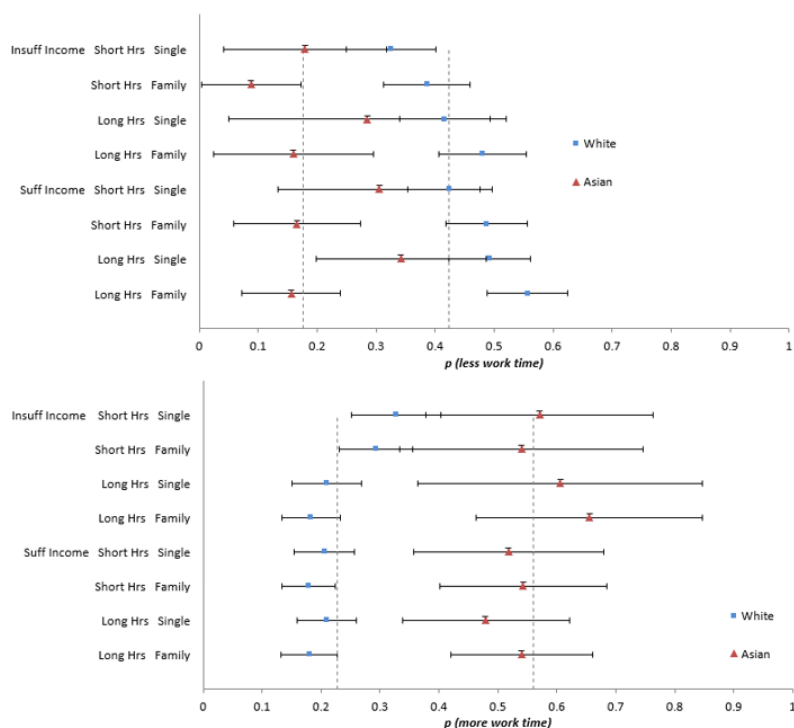 Insuff Income Short Hrs Single
Short Hrs Family
Long Hrs Single
Long Hrs Family
Suff Income Short Hrs Single
Short Hrs Family
Long Hrs Single
Long Hrs Family
White
Asian
0 0.1 0.2 0.3 0.4 0.5 0.6 0.7 0.8 0.9 1
p (less work time)
Insuff Income Short Hrs Single
Short Hrs Family
Long Hrs Single
Long Hrs Family
Suff Income Short Hrs Single
Short Hrs Family
Long Hrs Single
Long Hrs Family
White
Asian
0 0.1 0.2 0.3 0.4 0.5 0.6 0.7 0.8 0.9 1
p (more work time)